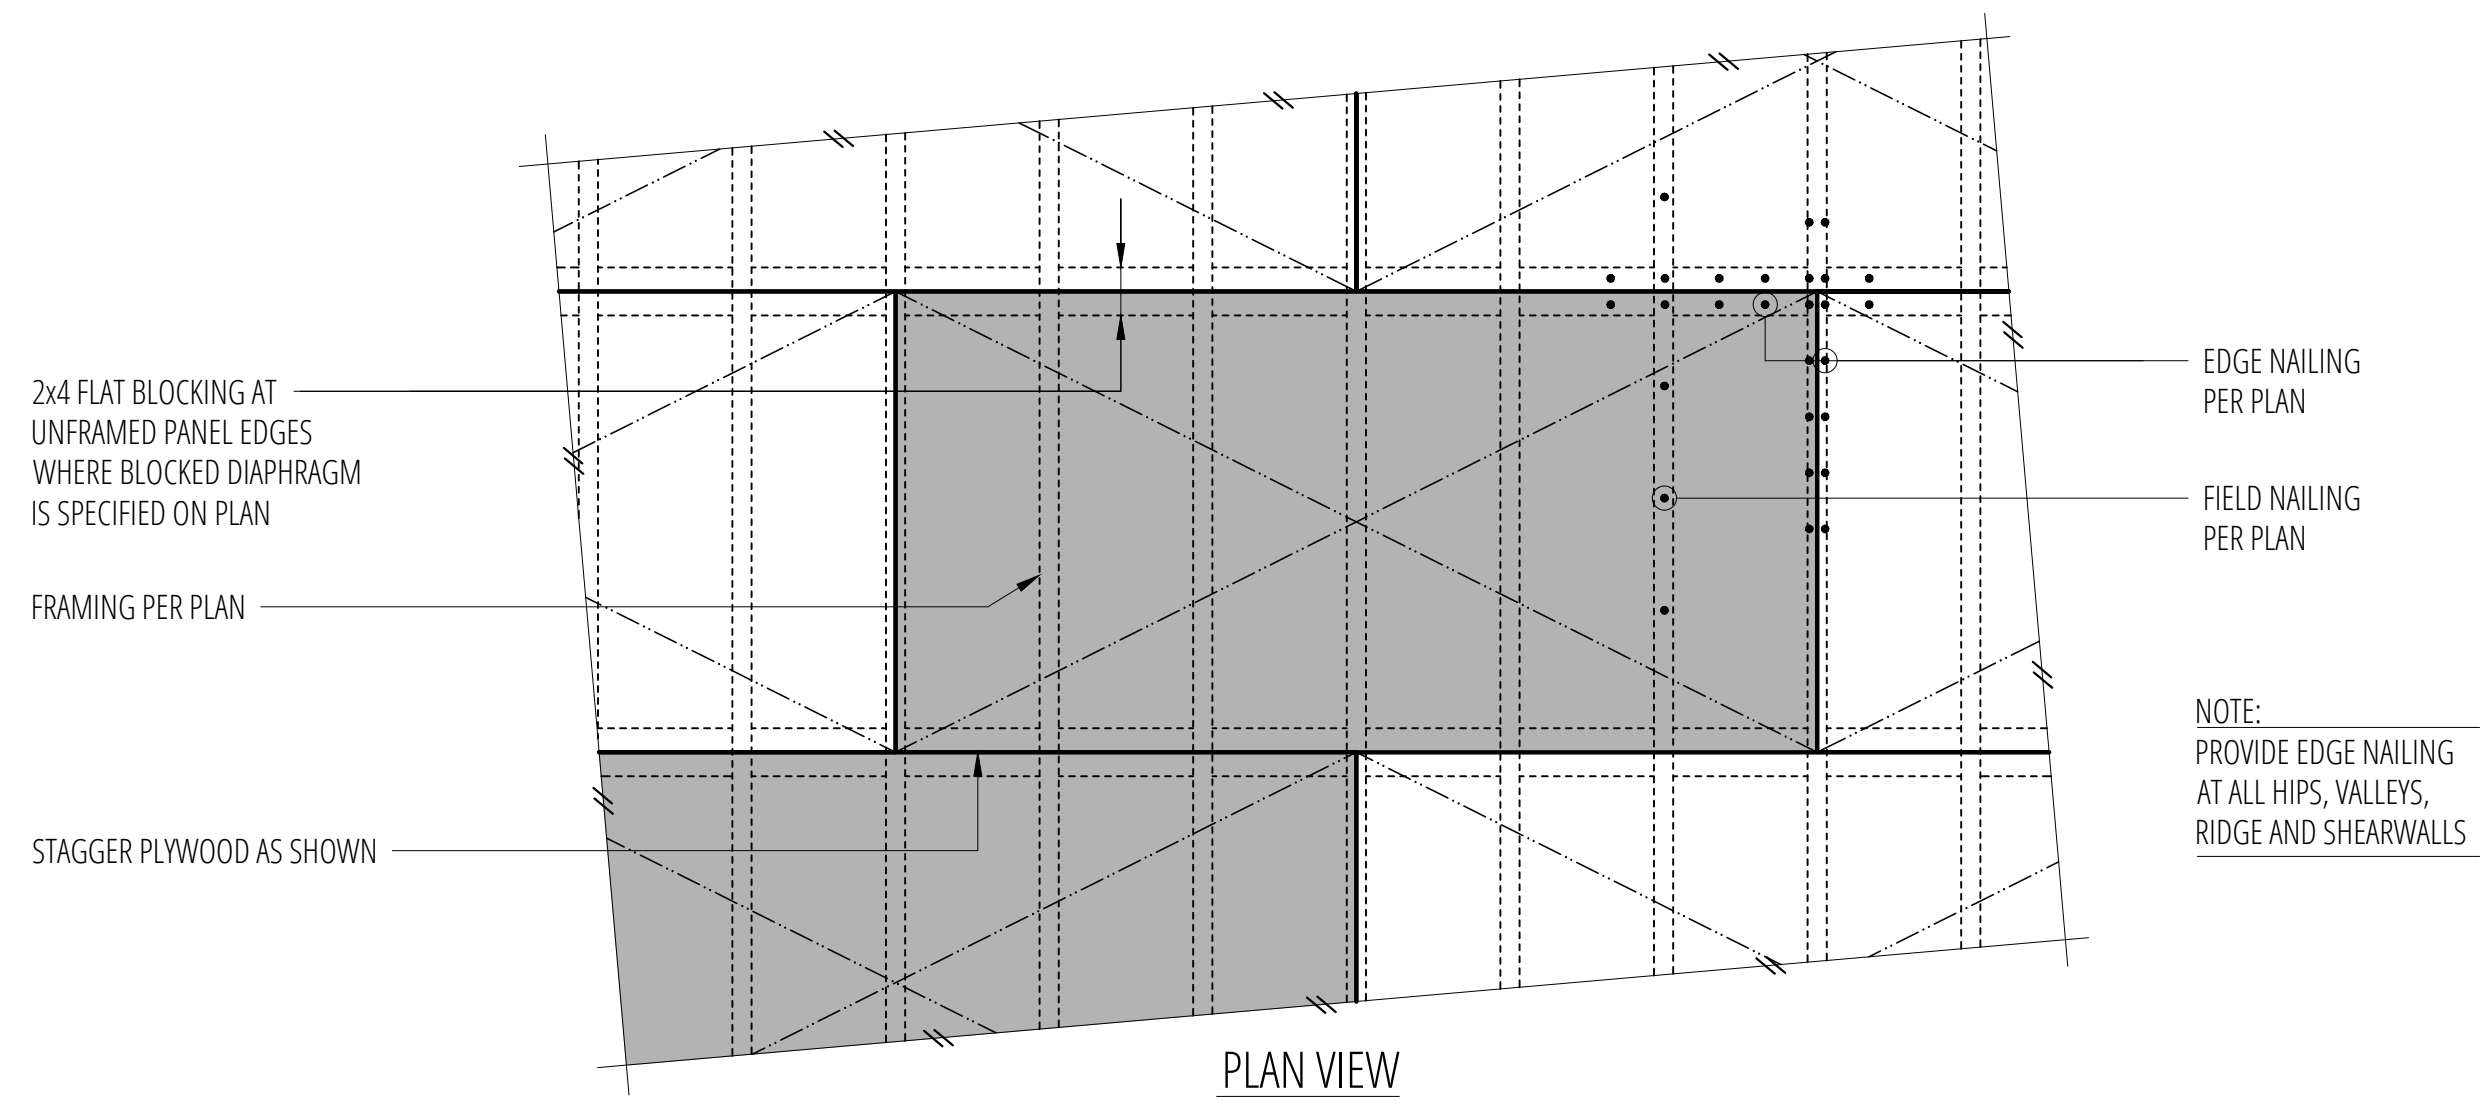 2x4 FLAT BLOCKING AT
UNFRAMED PANEL EDGES
WHERE BLOCKED DIAPHRAGM
IS SPECIFIED ON PLAN
FRAMING PER PLAN
STAGGER PLYWOOD AS SHOWN
EDGE NAILING
PER PLAN
FIELD NAILING
PER PLAN
NOTE:
PROVIDE EDGE NAILING
AT ALL HIPS, VALLEYS,
RIDGE AND SHEARWALLS
PLAN VIEW